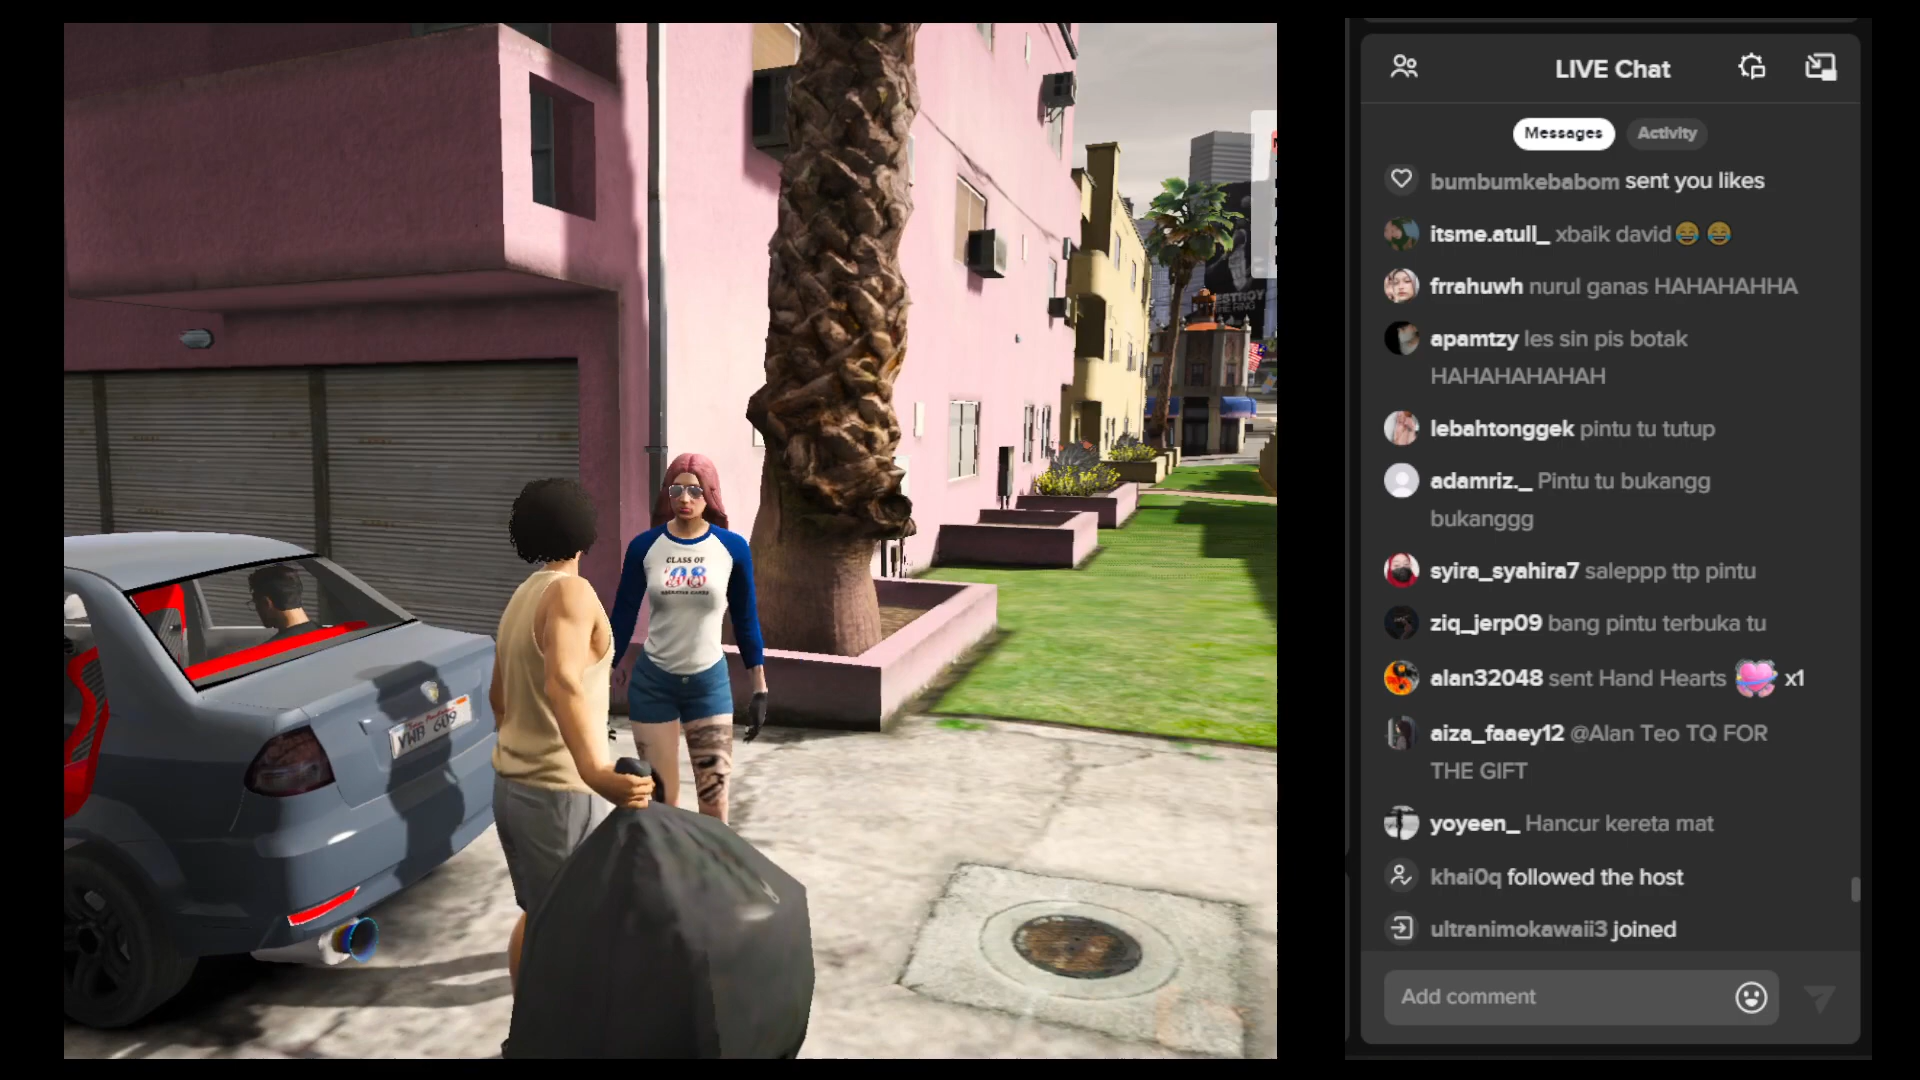 LIVE Chat
Messages
Activity
bumbumkebabom sent you likes
itsme.atull_ xbaik david😂 😂
frrahuwh nurul ganas HAHAHAHHA
apamtzy les sin pis botak
HAHAHAHAHAH
lebahtonggek pintu tu tutup
adamriz._ Pintu tu bukangg
bukanggg
syira_syahira7 saleppp ttp pintu
ziq_jerp09 bang pintu terbuka tu
alan32048 sent Hand Hearts x1
aiza_faaey12 @Alan Teo TQ FOR
THE GIFT
yoyeen_ Hancur kereta mat
khai0q followed the host
ultranimokawaii3 joined
Add comment
CLASS OF
'08
VWB 609